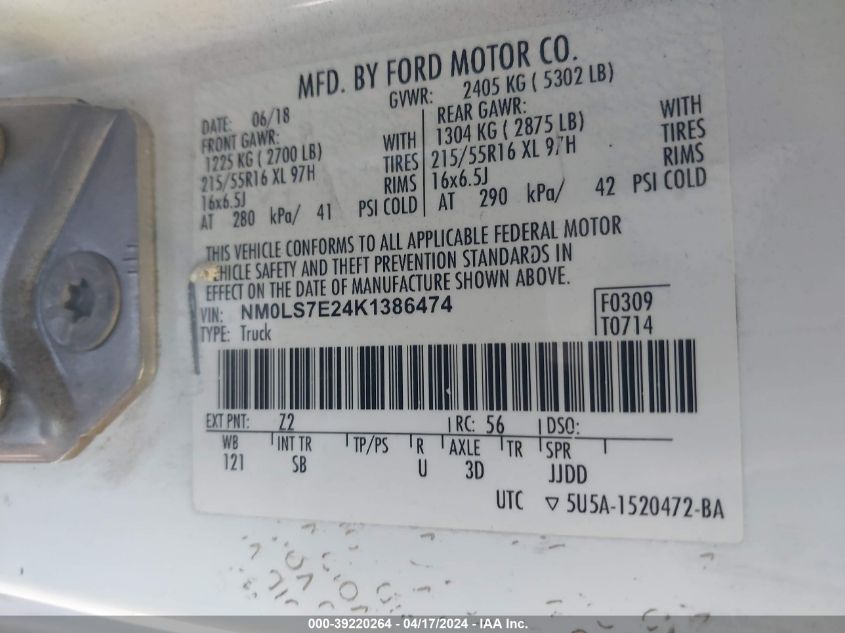 MFD. BY FORD MOTOR CO.
GVWR: 2405 KG ( 5302 LB)
DATE: 06/18
FRONT GAWR:
1225 KG ( 2700 LB) WITH
215/55R16 XL 97H TIRES
16x6.5J RIMS
AT 280 kPa/ 41 PSI COLD
REAR GAWR: WITH
1304 KG ( 2875 LB) TIRES
215/55R16 XL 97H RIMS
16x6.5J
AT 290 kPa/ 42 PSI COLD
THIS VEHICLE CONFORMS TO ALL APPLICABLE FEDERAL MOTOR
VEHICLE SAFETY AND THEFT PREVENTION STANDARDS IN
EFFECT ON THE DATE OF MANUFACTURE SHOWN ABOVE.
VIN: NM0LS7E24K1386474
TYPE: Truck
F0309
T0714
EXT PNT: Z2 RC: 56 DSO:
WB INT TR TP/PS R AXLE TR SPR
121 SB U 3D JJDD
UTC ▽ 5U5A-1520472-BA
000-39220264 - 04/17/2024 - IAA Inc.